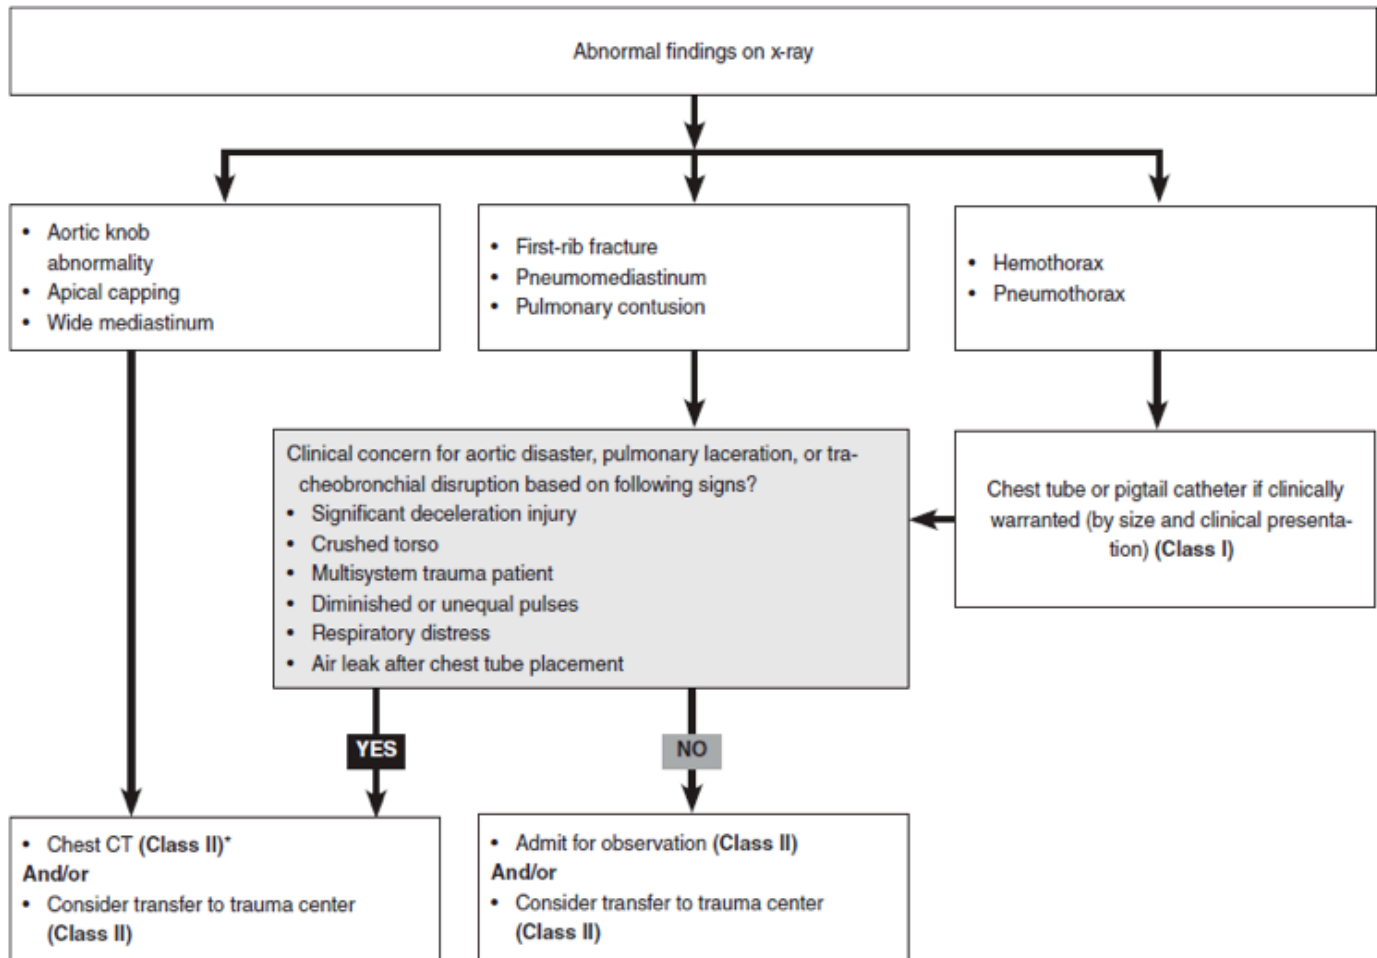 Abnormal findings on x-ray
• Aortic knob
abnormality
• Apical capping
• Wide mediastinum
• First-rib fracture
• Pneumomediastinum
• Pulmonary contusion
• Hemothorax
• Pneumothorax
Clinical concern for aortic disaster, pulmonary laceration, or tra-
cheobronchial disruption based on following signs?
• Significant deceleration injury
• Crushed torso
• Multisystem trauma patient
• Diminished or unequal pulses
• Respiratory distress
• Air leak after chest tube placement
Chest tube or pigtail catheter if clinically
warranted (by size and clinical presenta-
tion) (Class I)
YES
NO
• Chest CT (Class II)*
And/or
• Consider transfer to trauma center
(Class II)
• Admit for observation (Class II)
And/or
• Consider transfer to trauma center
(Class II)